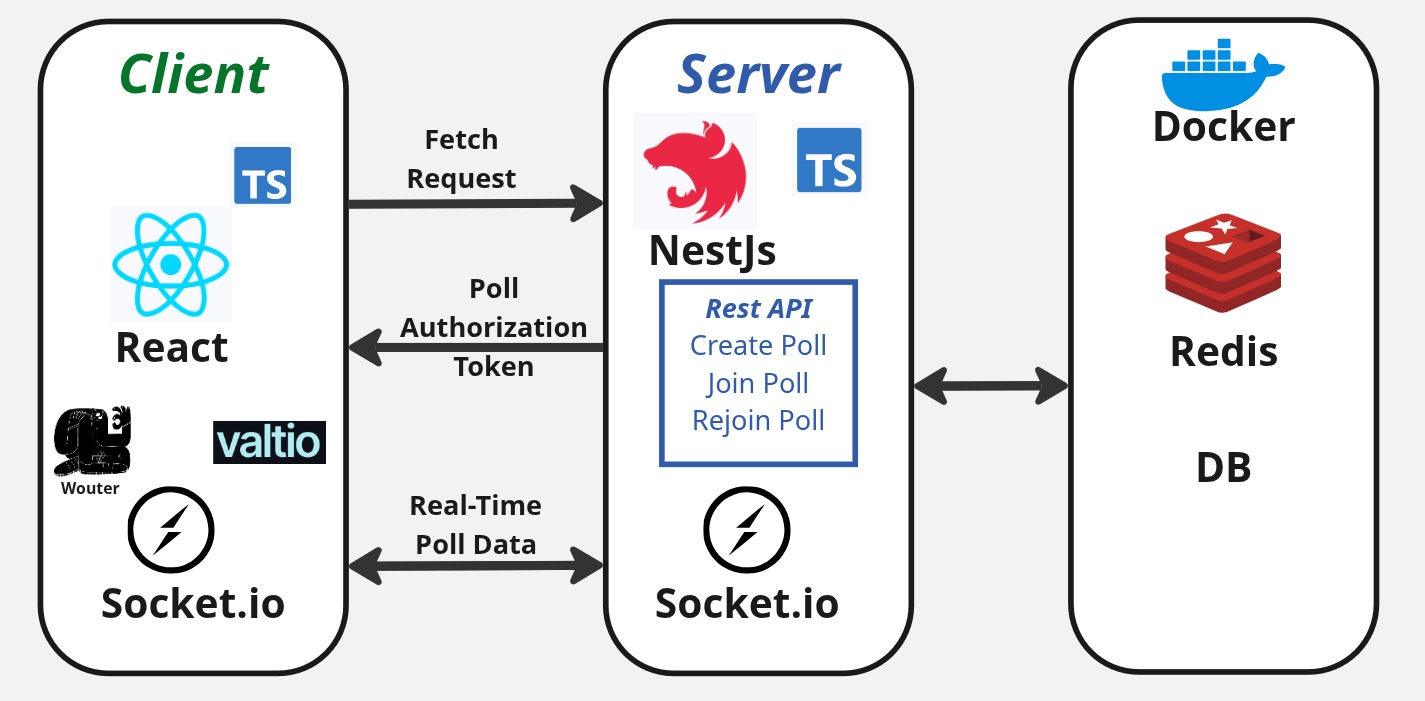 Client
TS
React
Wouter
valtio
Socket.io
Fetch
Request
Poll
Authorization
Token
Real-Time
Poll Data
Server
TS
NestJs
Rest API
Create Poll
Join Poll
Rejoin Poll
Socket.io
Docker
Redis
DB